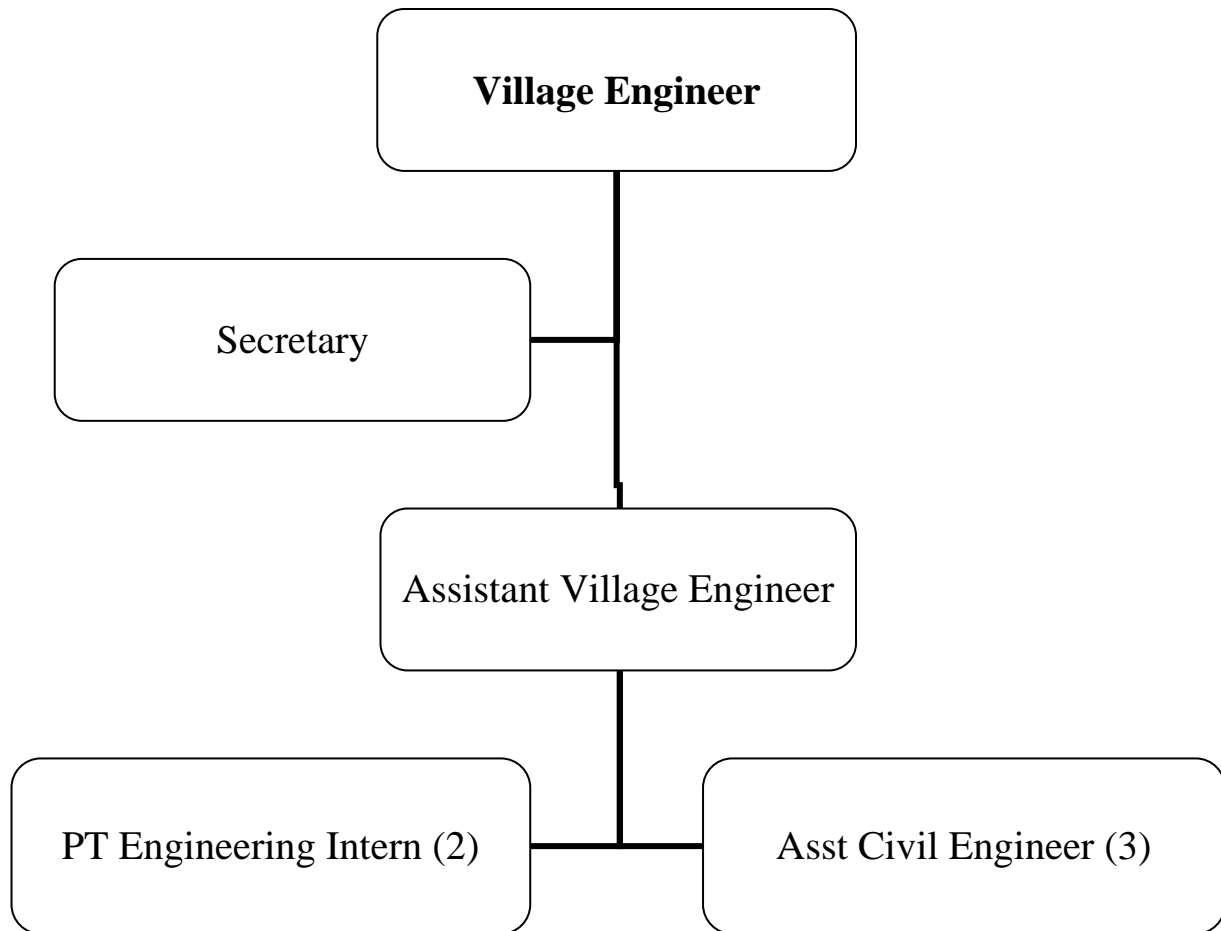 Village Engineer
Secretary
Assistant Village Engineer
PT Engineering Intern (2)
Asst Civil Engineer (3)